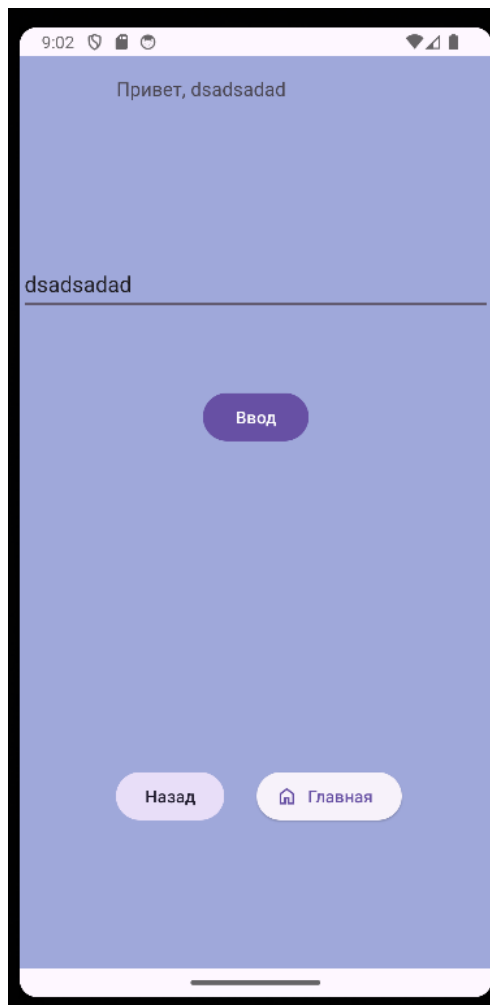 9:02
Привет, dsadsadad
dsadsadad
Ввод
Назад
Главная